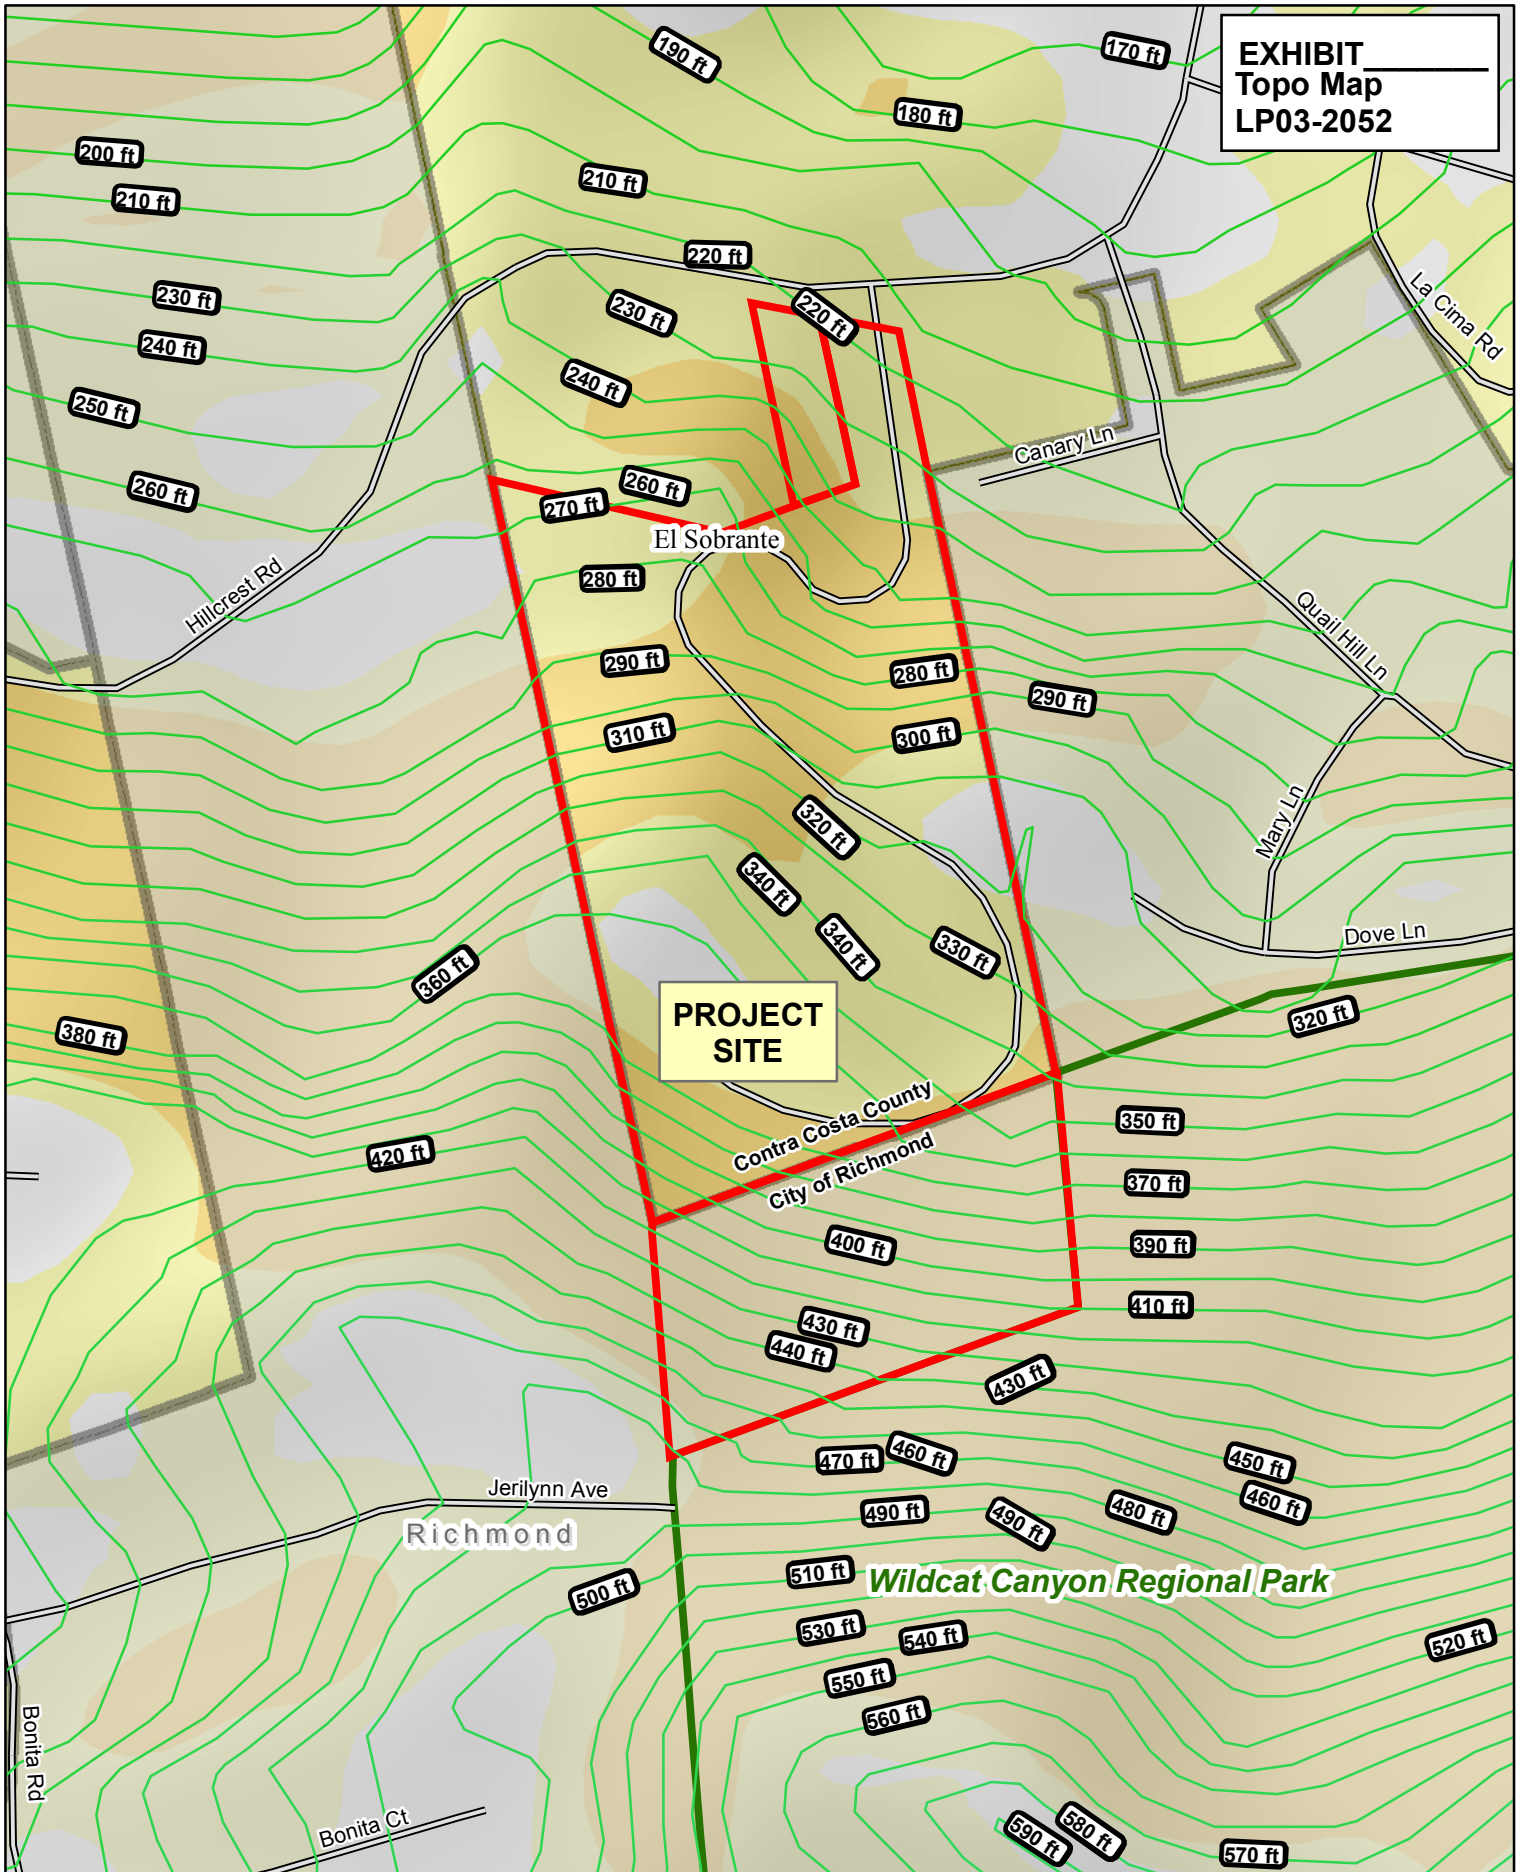 EXHIBIT_______
Topo Map
LP03-2052
190 ft
170 ft
180 ft
200 ft
210 ft
210 ft
220 ft
230 ft
230 ft
220 ft
La Cima Rd
240 ft
240 ft
250 ft
Canary Ln
260 ft
260 ft
270 ft
El Sobrante
280 ft
Hillcrest Rd
Quail Hill Ln
290 ft
280 ft
290 ft
310 ft
300 ft
320 ft
Mary Ln
340 ft
340 ft
330 ft
Dove Ln
360 ft
PROJECT
SITE
320 ft
380 ft
Contra Costa County
City of Richmond
350 ft
420 ft
370 ft
400 ft
390 ft
410 ft
430 ft
440 ft
430 ft
470 ft
460 ft
450 ft
Jerilynn Ave
460 ft
490 ft
490 ft
480 ft
Richmond
510 ft
Wildcat Canyon Regional Park
500 ft
530 ft
540 ft
520 ft
550 ft
560 ft
Bonita Rd
Bonita Ct
590 ft
580 ft
570 ft